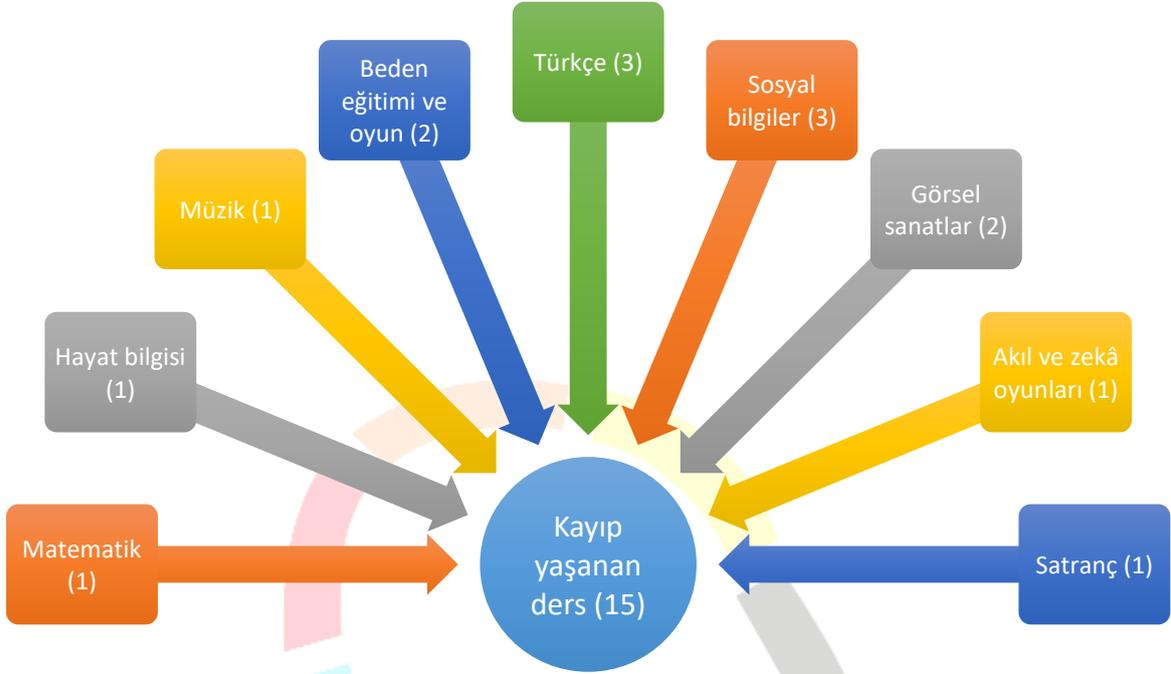 Matematik
(1)
Hayat bilgisi
(1)
Müzik (1)
Beden
eğitimi ve
oyun (2)
Türkçe (3)
Sosyal
bilgiler (3)
Görsel
sanatlar (2)
Akıl ve zekâ
oyunları (1)
Satranç (1)
Kayıp
yaşanan
ders (15)